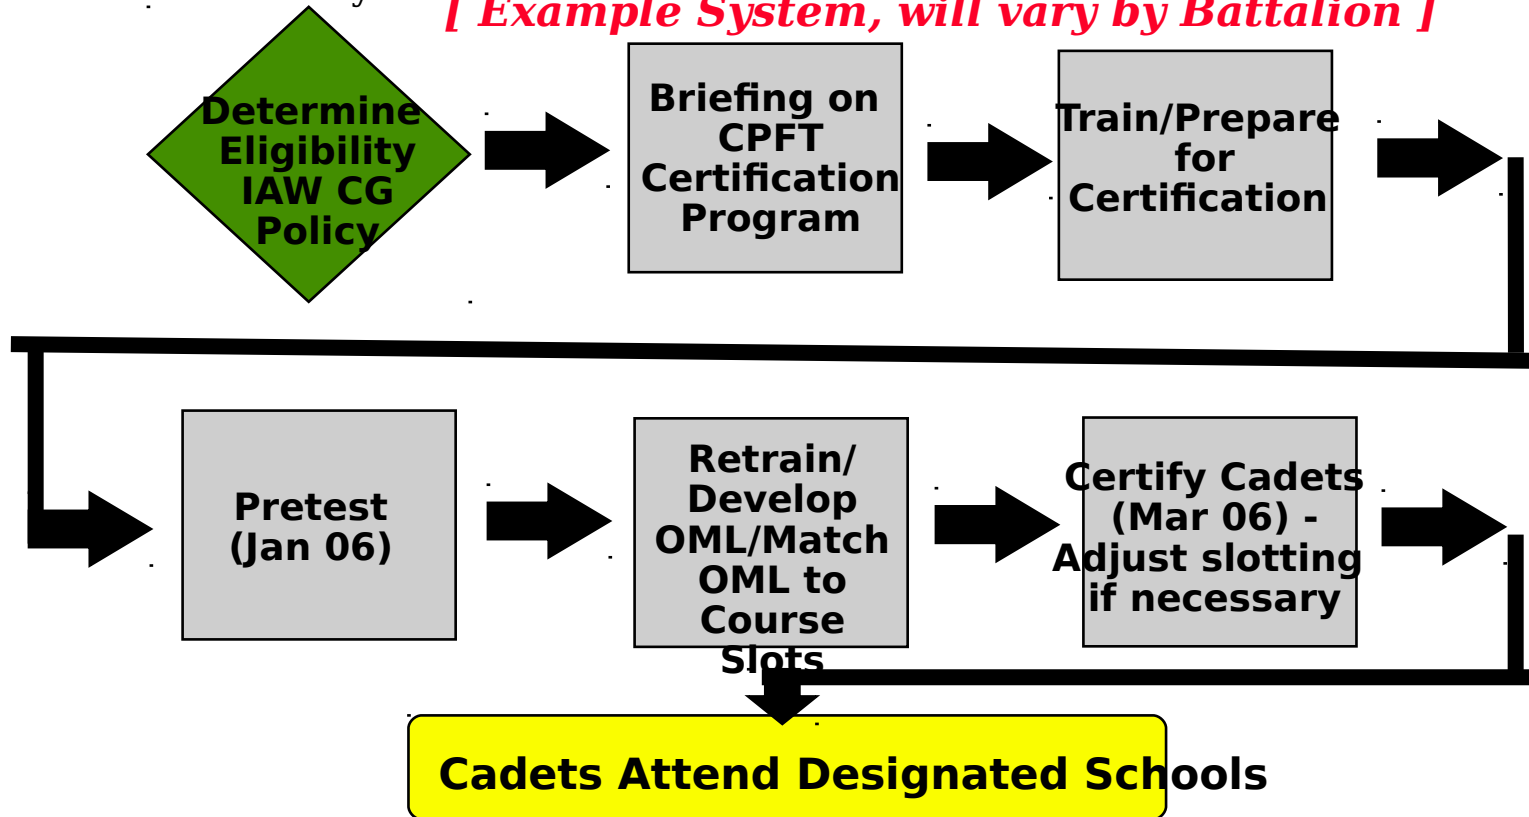 [ Example System, will vary by Battalion ]
Determine
Eligibility
IAW CG
Policy
Briefing on
CPFT
Certification
Program
Train/Prepare
for
Certification
Pretest
(Jan 06)
Retrain/
Develop
OML/Match
OML to
Course
Slots
Certify Cadets
(Mar 06) -
Adjust slotting
if necessary
Cadets Attend Designated Schools